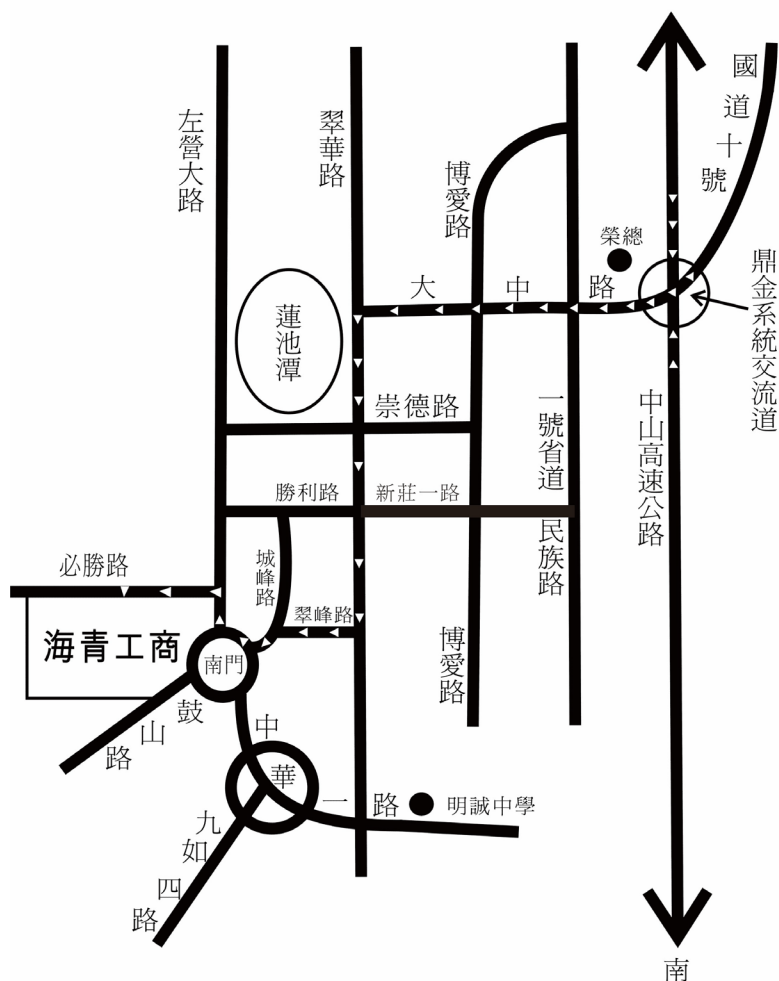 國道十號
左營大路
翠華路
博愛路
榮總
鼎金系統交流道
大中路
蓮池潭
崇德路
一號省道
中山高速公路
勝利路
新莊一路
民族路
必勝路
城峰路
翠峰路
海青工商
南門
博愛路
鼓山路
中華一路
明誠中學
九如四路
南